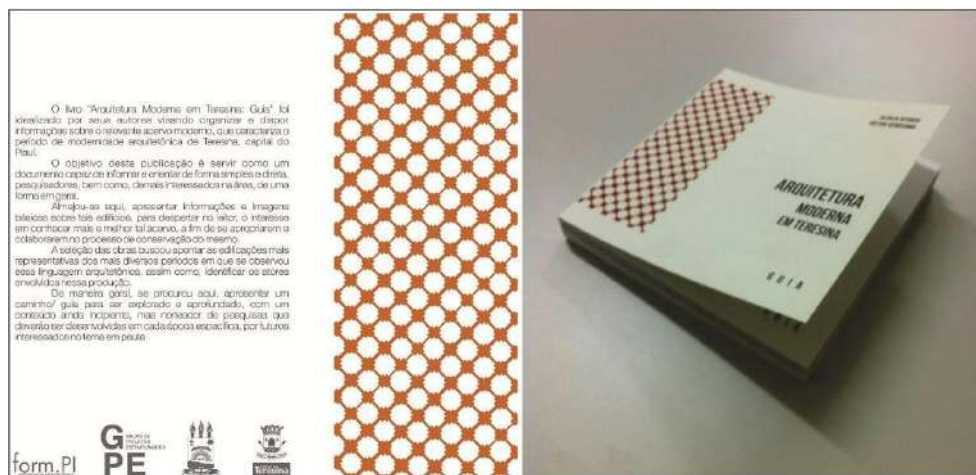 O livro "Arquitetura Moderna em Teresina: Guia" foi
idealizado por seus autores visando organizar e dispor
informações sobre o relevante acervo moderno, que caracteriza o
período de modernidade arquitetônica de Teresina, capital do
Piauí.
O objetivo desta publicação é servir como um
documento capaz de informar e orientar de forma simples e direta,
pesquisadores, bem como, demais interessados na área, de uma
forma em geral.
Almejou-se aqui, apresentar informações e imagens
básicas sobre tais edifícios, para despertar no leitor, o interesse
em conhecer mais e melhor tal acervo, a fim de se apropriarem e
colaborarem no processo de conservação do mesmo.
A seleção das obras buscou apontar as edificações mais
representativas dos mais diversos períodos em que se observou
essa linguagem arquitetônica, assim como, identificar os atores
envolvidos nessa produção.
De maneira geral, se procurou aqui, apresentar um
caminho/ guia para ser explorado e aprofundado, com um
conteúdo ainda incipiente, mas norteador de pesquisas que
deverão ser desenvolvidas em cada época específica, por futuros
interessados no tema em pauta.
form.PI
G
PE
GRUPO DE
Teresina
ARQUITETURA
MODERNA
EM TERESINA
GUIA